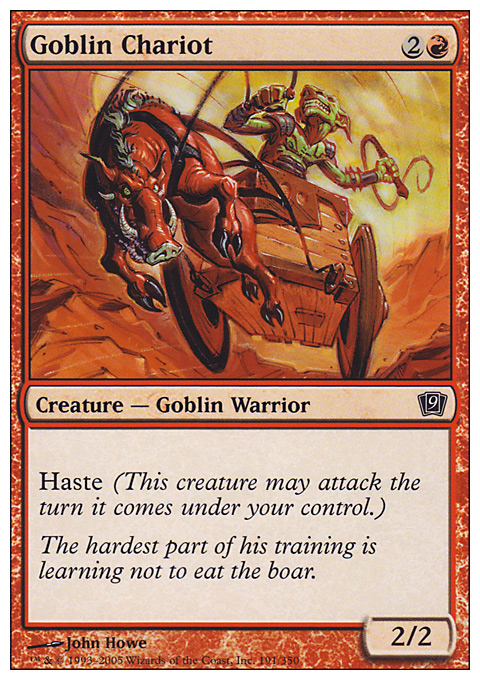 Goblin Chariot 2
Creature — Goblin Warrior 9
Haste (This creature may attack the
turn it comes under your control.)
The hardest part of his training is
learning not to eat the boar.
2/2
John Howe
™ & © 1993–2005 Wizards of the Coast, Inc. 191/350